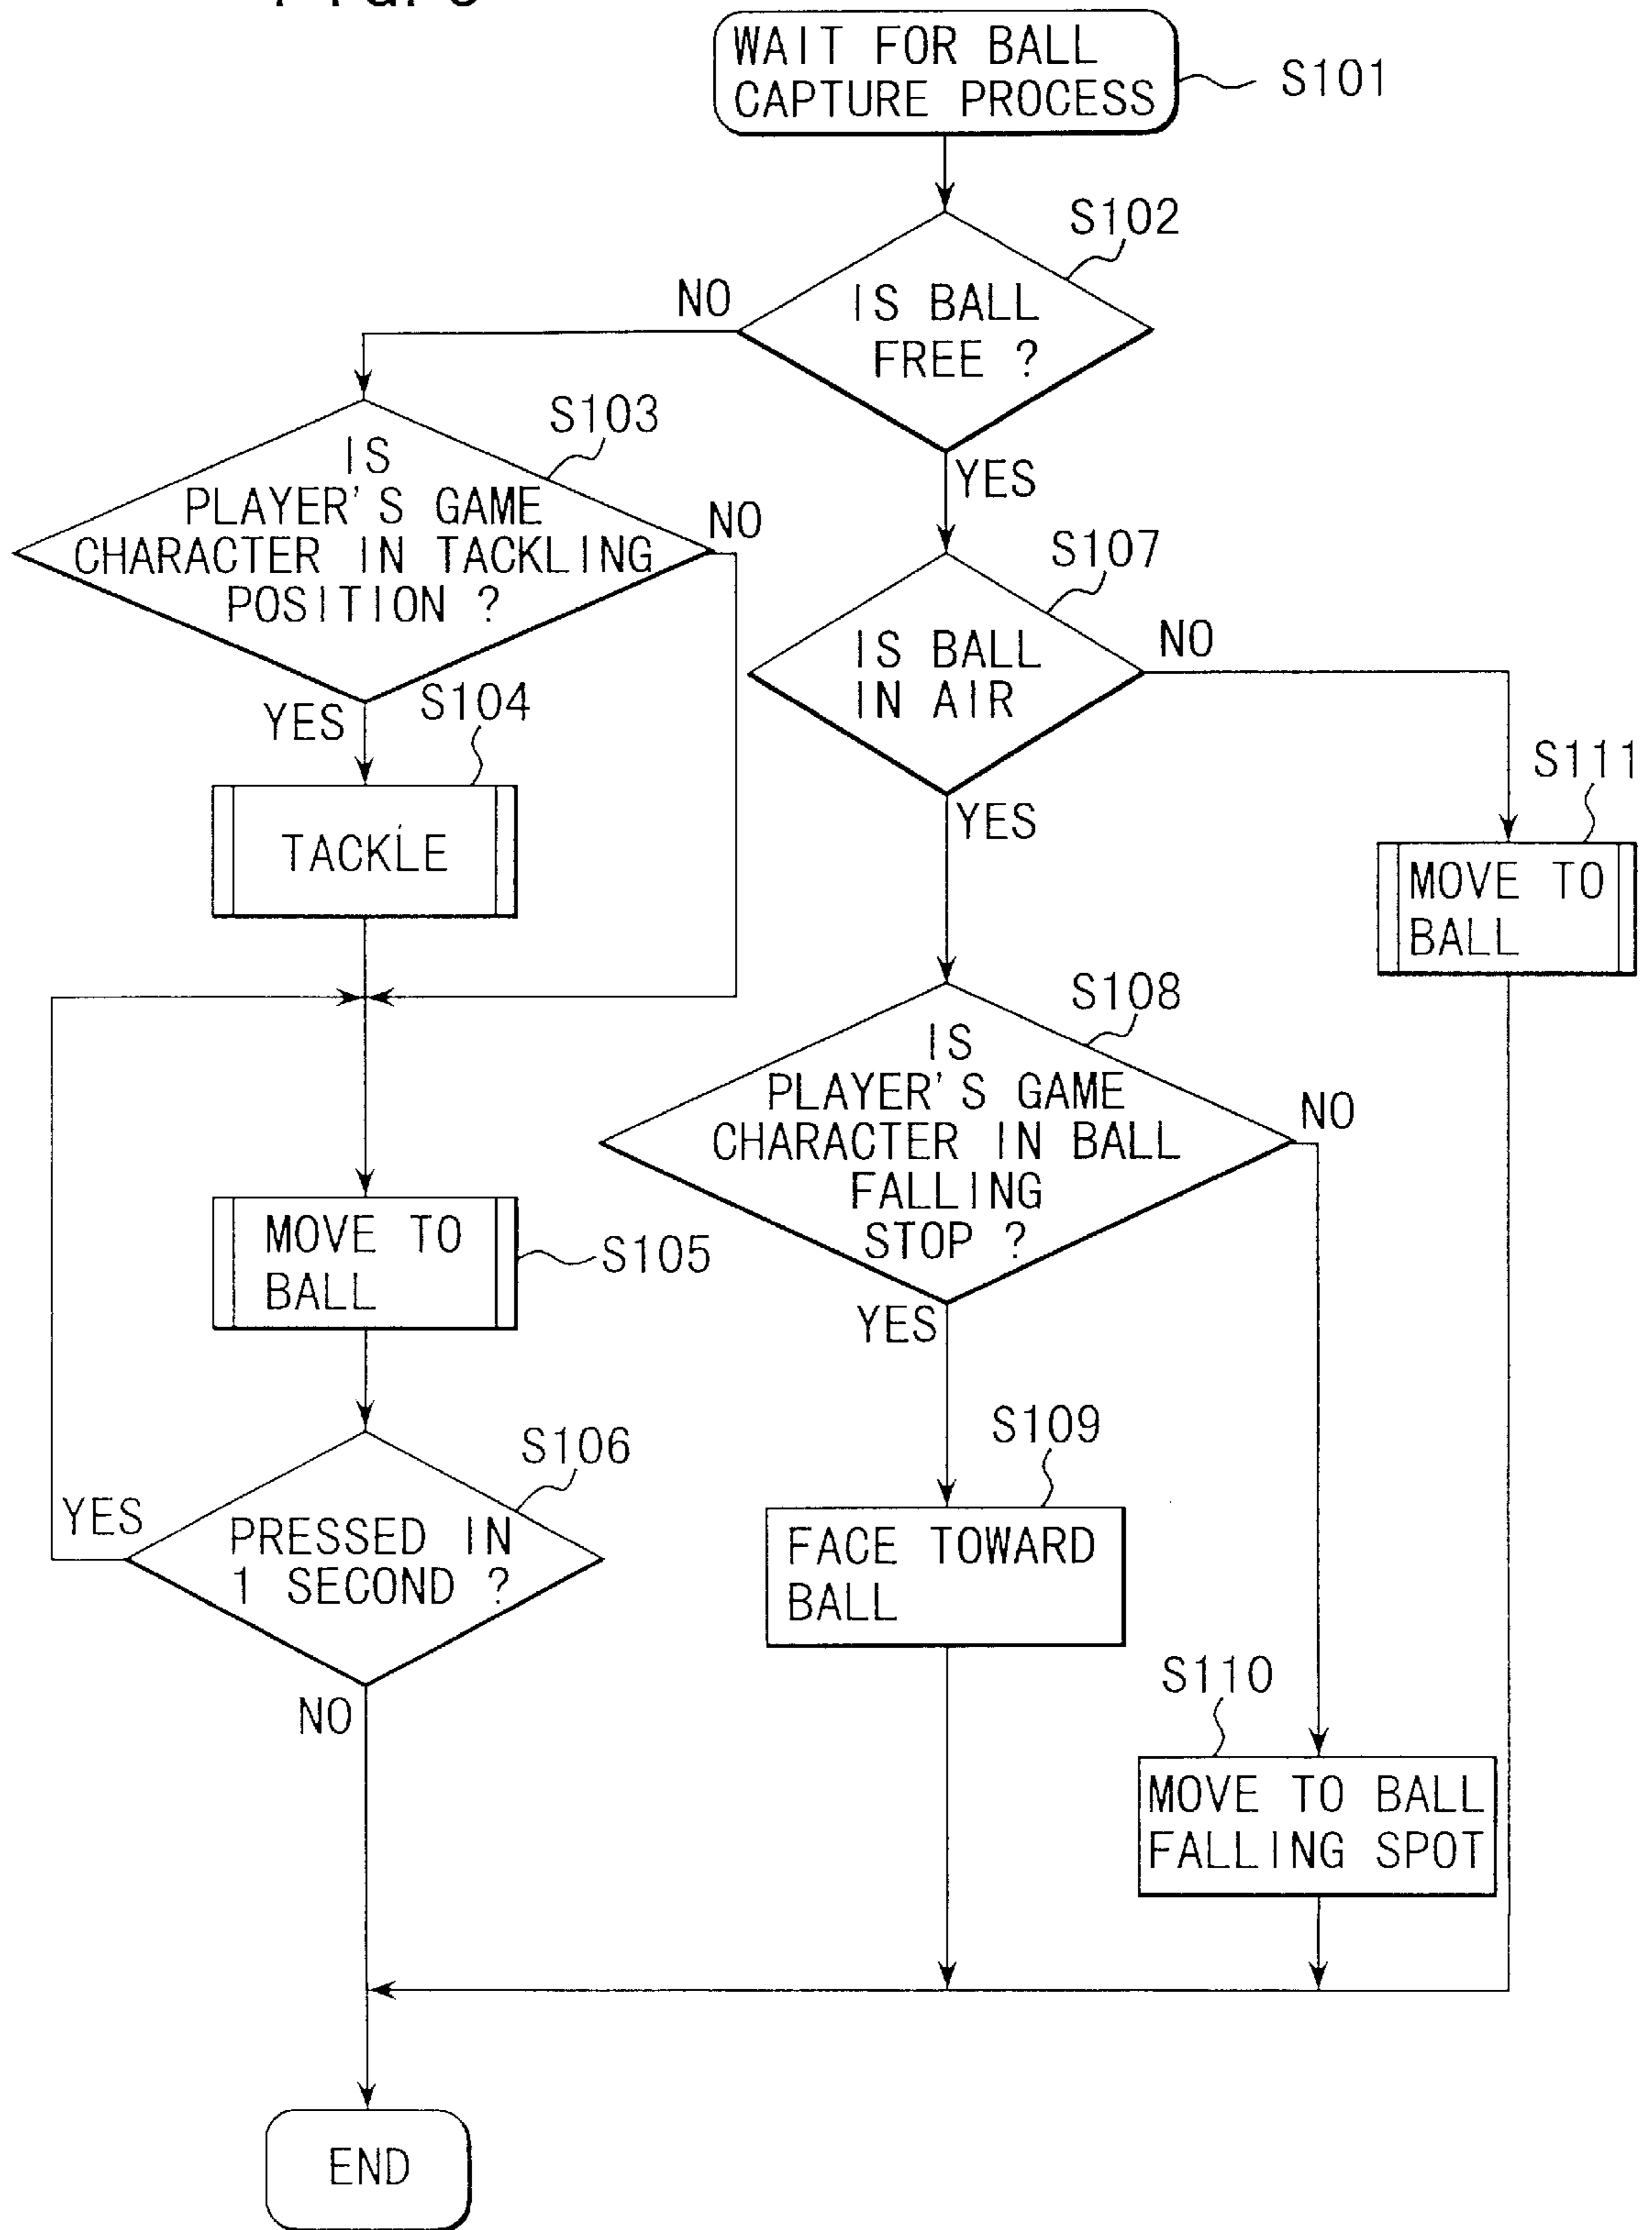 WAIT FOR BALL
CAPTURE PROCESS
S101
S102
NO
IS BALL
FREE ?
YES
S103
IS
PLAYER'S GAME
CHARACTER IN TACKLING
POSITION ?
NO
YES
S104
TACKLE
S107
IS BALL
IN AIR
NO
YES
S111
MOVE TO
BALL
S108
IS
PLAYER'S GAME
CHARACTER IN BALL
FALLING
STOP ?
NO
YES
MOVE TO
BALL
S105
S106
YES
PRESSED IN
1 SECOND ?
NO
S109
FACE TOWARD
BALL
S110
MOVE TO BALL
FALLING SPOT
END